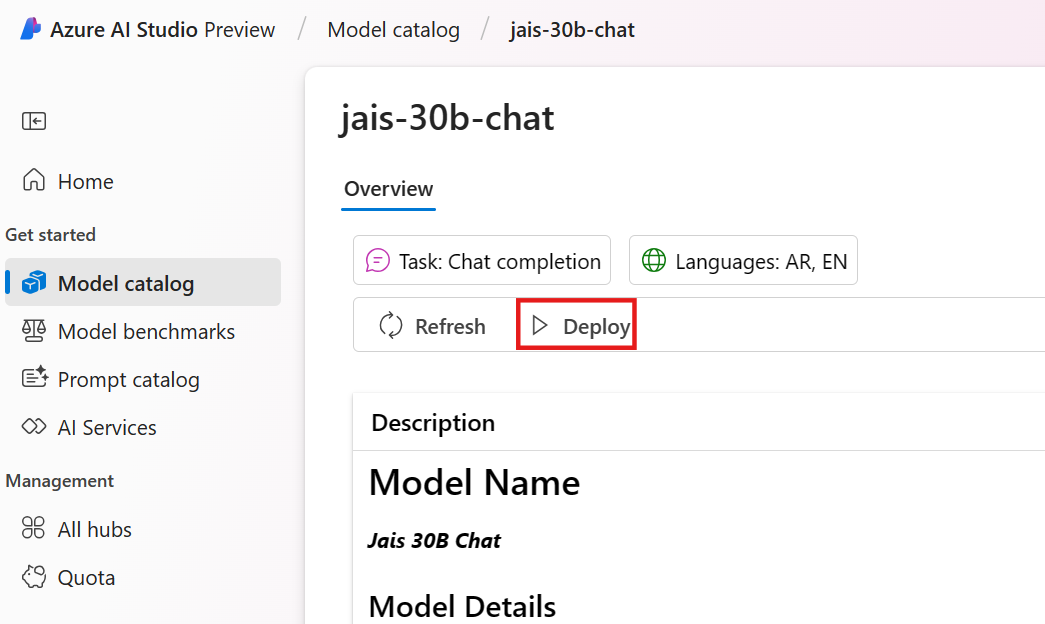 Azure AI Studio Preview / Model catalog / jais-30b-chat
Home
Get started
Model catalog
Model benchmarks
Prompt catalog
AI Services
Management
All hubs
Quota
jais-30b-chat
Overview
Task: Chat completion
Languages: AR, EN
Refresh
Deploy
Description
Model Name
Jais 30B Chat
Model Details